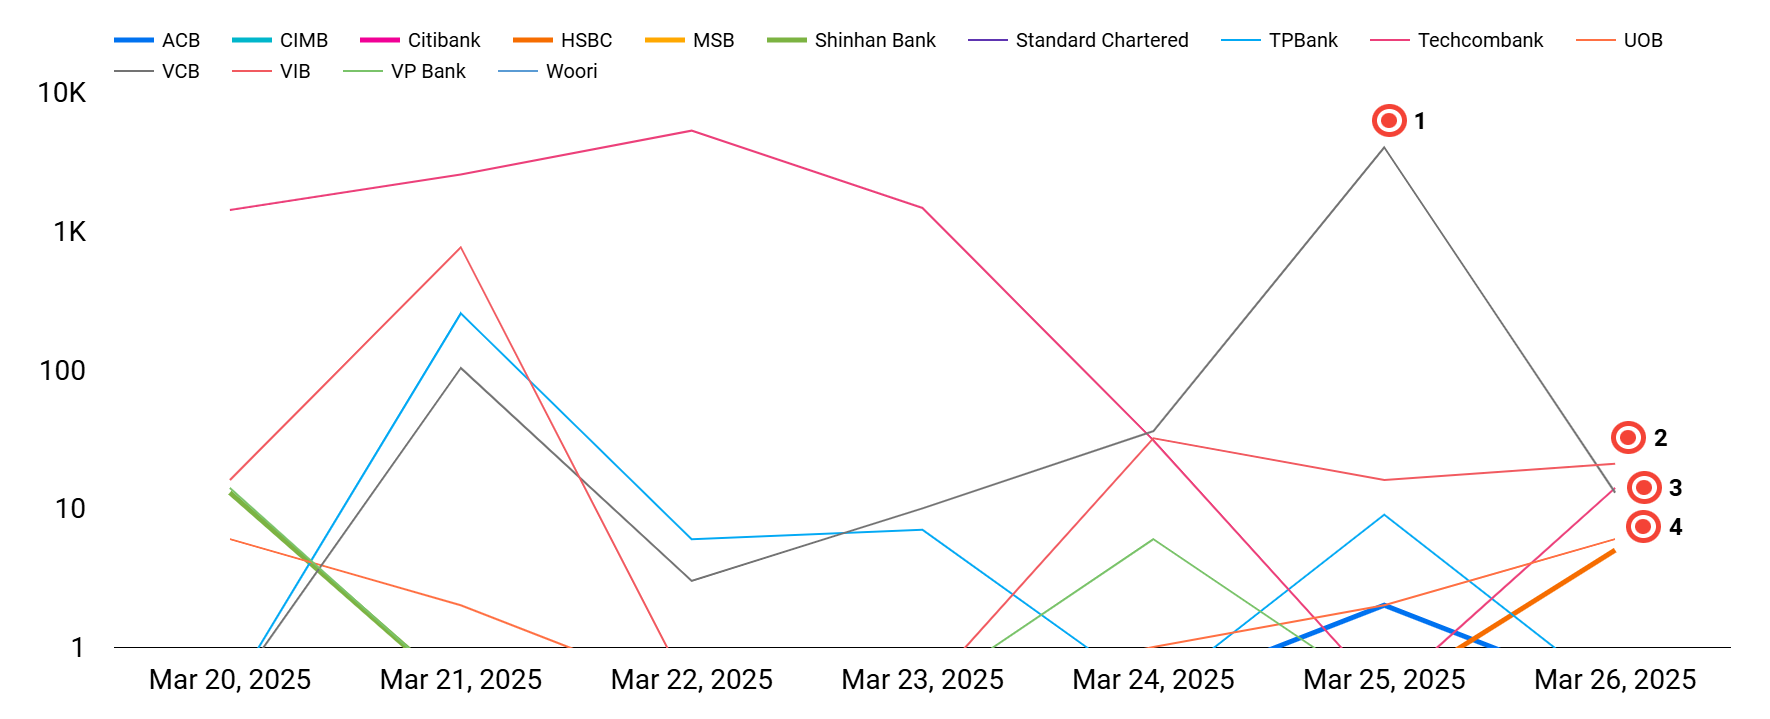 ACB CIMB Citibank HSBC MSB Shinhan Bank Standard Chartered TPBank Techcombank UOB
VCB VIB VP Bank Woori
10K
1
1K
100
2
3
10
4
1
Mar 20, 2025 Mar 21, 2025 Mar 22, 2025 Mar 23, 2025 Mar 24, 2025 Mar 25, 2025 Mar 26, 2025